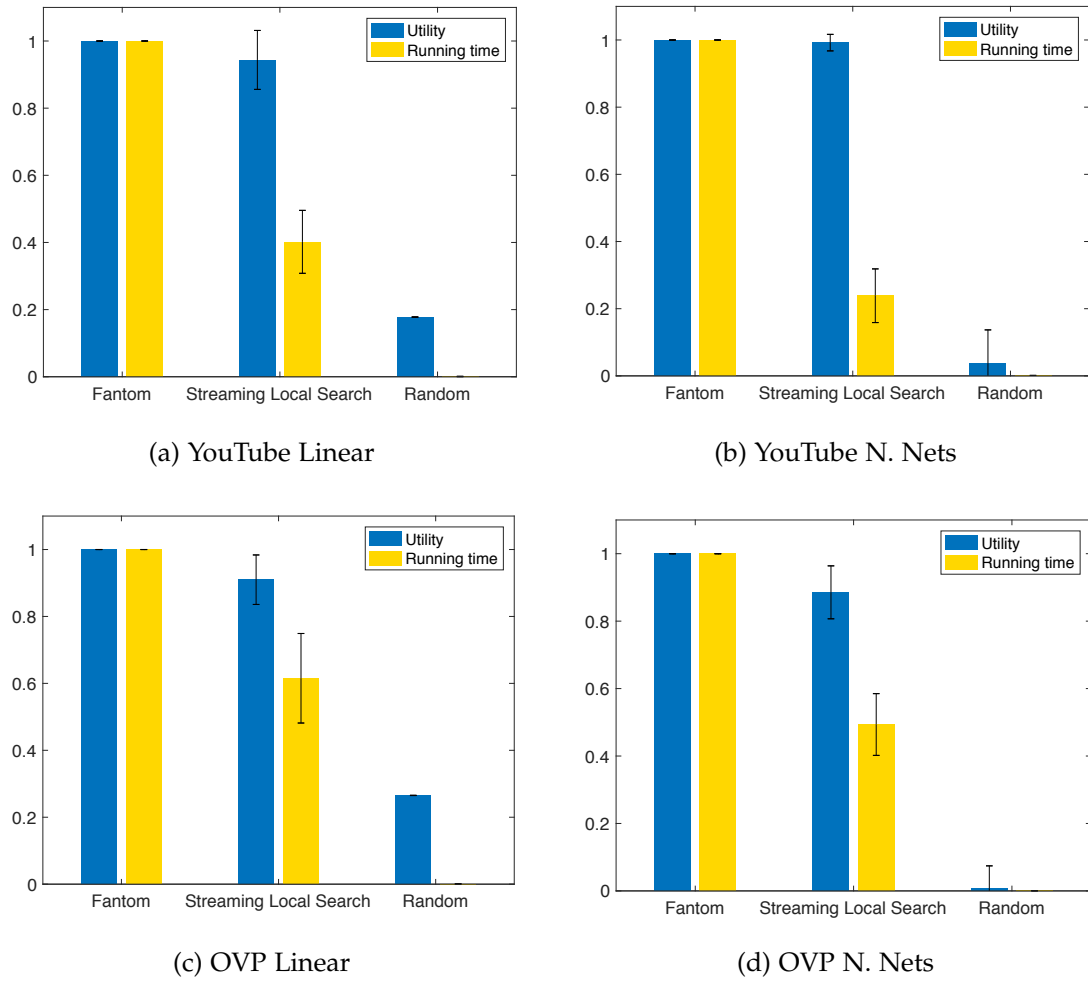 1
0.8
0.6
0.4
0.2
0
Utility
Running time
Fantom Streaming Local Search Random
(a) YouTube Linear
1
0.8
0.6
0.4
0.2
0
Utility
Running time
Fantom Streaming Local Search Random
(b) YouTube N. Nets
1
0.8
0.6
0.4
0.2
0
Utility
Running time
Fantom Streaming Local Search Random
(c) OVP Linear
1
0.8
0.6
0.4
0.2
0
Utility
Running time
Fantom Streaming Local Search Random
(d) OVP N. Nets